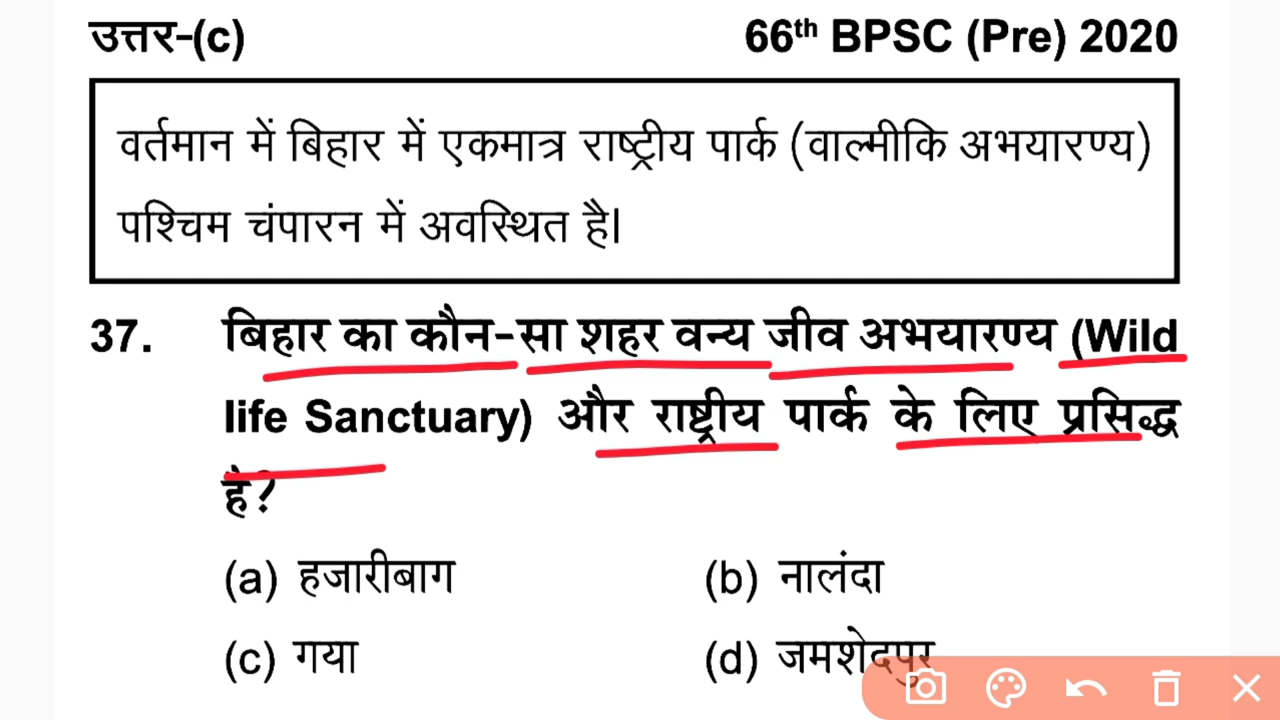 उत्तर-(c) 66th BPSC (Pre) 2020
वर्तमान में बिहार में एकमात्र राष्ट्रीय पार्क (वाल्मीकि अभयारण्य)
पश्चिम चंपारन में अवस्थित है।
37. बिहार का कौन-सा शहर वन्य जीव अभयारण्य (Wild
life Sanctuary) और राष्ट्रीय पार्क के लिए प्रसिद्ध
है?
(a) हजारीबाग (b) नालंदा
(c) गया (d) जमशेदपुर